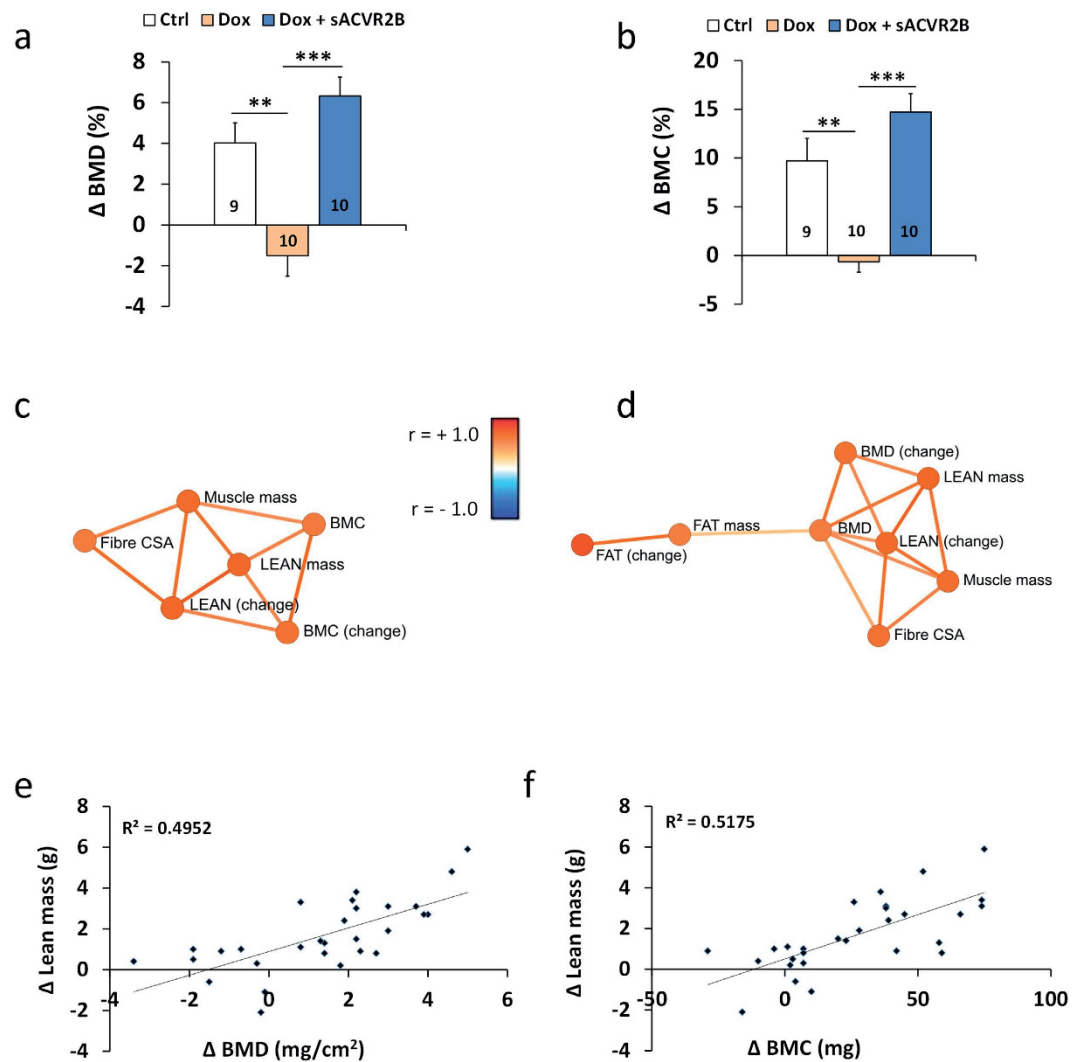 a
Ctrl Dox Dox + sACVR2B
Δ BMD (%)
8
6
4
2
0
-2
-4
**
***
9
10
10
b
Ctrl Dox Dox + sACVR2B
Δ BMC (%)
20
15
10
5
0
-5
**
***
9
10
10
c
Muscle mass
BMC
Fibre CSA
LEAN mass
LEAN (change)
BMC (change)
r = + 1.0
r = - 1.0
d
BMD (change)
LEAN mass
FAT mass
BMD
LEAN (change)
FAT (change)
Muscle mass
Fibre CSA
e
R² = 0.4952
Δ Lean mass (g)
8
6
4
2
0
-2
-4
-4 -2 0 2 4 6
Δ BMD (mg/cm²)
f
R² = 0.5175
Δ Lean mass (g)
8
6
4
2
0
-2
-4
-50 0 50 100
Δ BMC (mg)